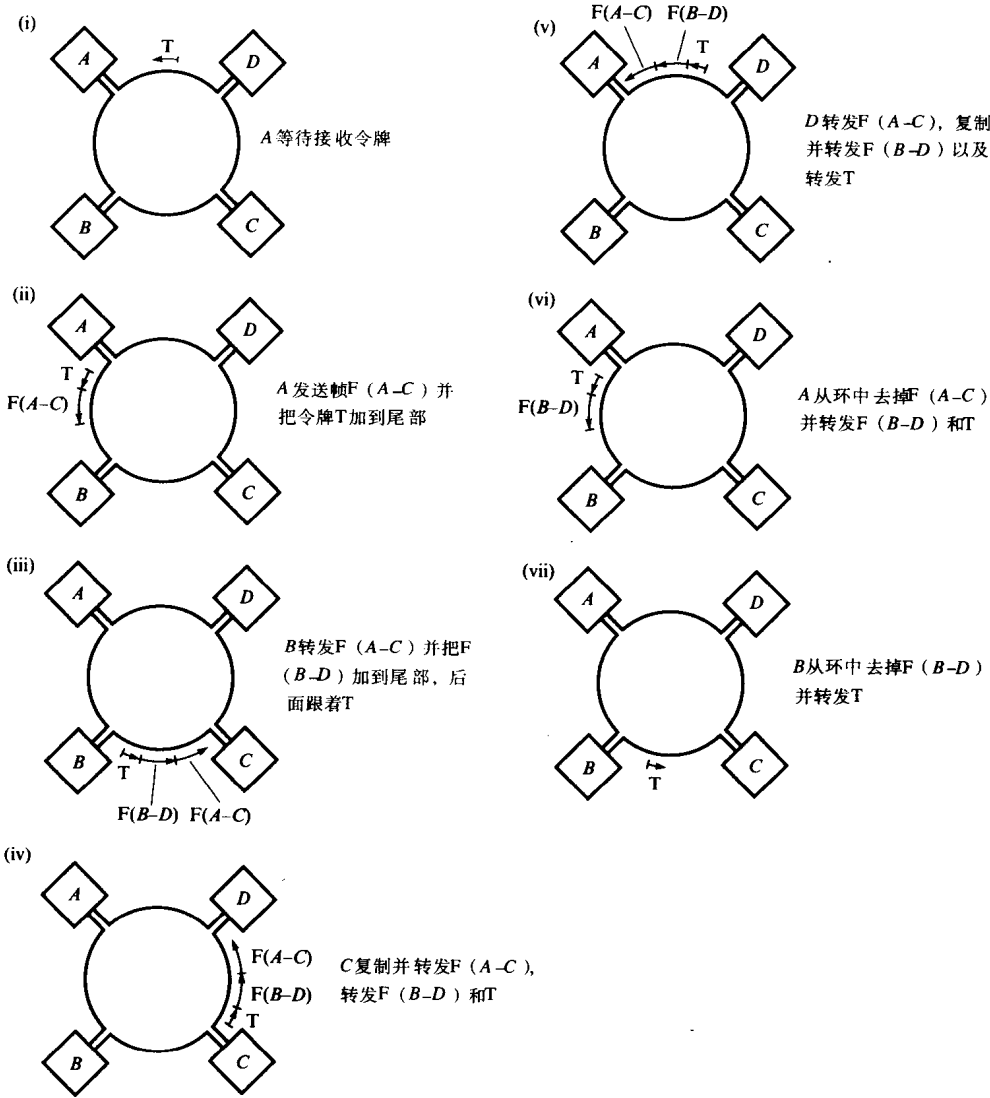 (i)
T
A
D
B
C
A等待接收令牌
(ii)
A
D
T
F(A–C)
B
C
A发送帧F（A–C）并
把令牌T加到尾部
(iii)
A
D
B
C
T
F(B–D) F(A–C)
B转发F（A–C）并把F
（B–D）加到尾部，后
面跟着T
(iv)
A
D
F(A–C)
F(B–D)
T
B
C
C复制并转发F（A–C），
转发F（B–D）和T
(v)
F(A–C) F(B–D)
T
A
D
B
C
D转发F（A–C），复制
并转发F（B–D）以及
转发T
(vi)
A
D
T
F(B–D)
B
C
A从环中去掉F（A–C）
并转发F（B–D）和T
(vii)
A
D
B
C
T
B从环中去掉F（B–D）
并转发T